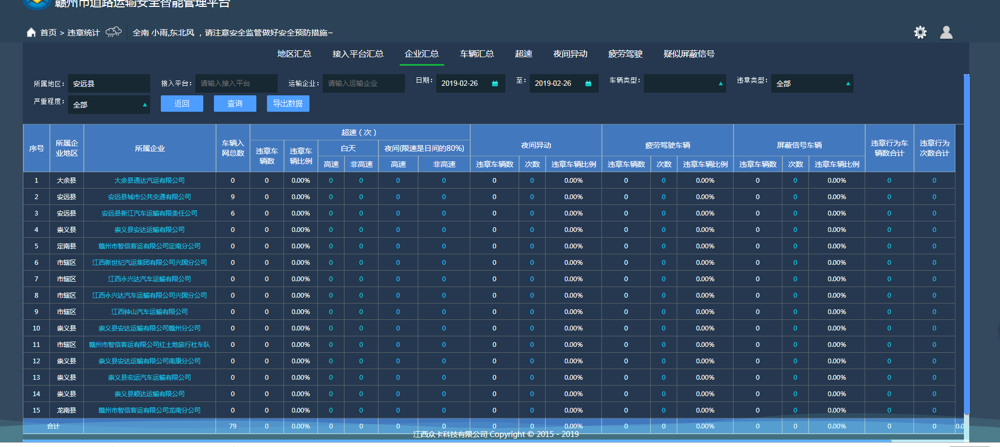 赣州市道路运输安全智能管理平台
首页 > 违章统计 全南 小雨,东北风 ，请注意安全监管做好安全预防措施~
地区汇总 接入平台汇总 企业汇总 车辆汇总 超速 夜间异动 疲劳驾驶 疑似屏蔽信号
所属地区： 安远县 接入平台： 请输入接入平台 运输企业： 请输入运输企业 日期： 2019-02-26 至： 2019-02-26 车辆类型： 违章类型： 全部
严重程度： 全部 返回 查询 导出数据
序号 所属企业地区 所属企业 车辆入网总数 超速（次） 夜间异动 疲劳驾驶车辆 屏蔽信号车辆 违章行为车辆数合计 违章行为次数合计
违章车辆数 违章车辆比例 白天 夜间(限速是日间的80%)
高速 非高速 高速 非高速 违章车辆数 次数 违章车辆比例 违章车辆数 次数 违章车辆比例 违章车辆数 次数 违章车辆比例
1 大余县 大余县通达汽运有限公司 0 0 0.00% 0 0 0 0 0 0 0.00% 0 0 0.00% 0 0 0.00% 0 0
2 安远县 安远县城市公共交通有限公司 9 0 0.00% 0 0 0 0 0 0 0.00% 0 0 0.00% 0 0 0.00% 0 0
3 安远县 安远县新江汽车运输有限责任公司 6 0 0.00% 0 0 0 0 0 0 0.00% 0 0 0.00% 0 0 0.00% 0 0
4 崇义县 崇义县安达运输有限公司 0 0 0.00% 0 0 0 0 0 0 0.00% 0 0 0.00% 0 0 0.00% 0 0
5 定南县 赣州市智信客运有限公司定南分公司 0 0 0.00% 0 0 0 0 0 0 0.00% 0 0 0.00% 0 0 0.00% 0 0
6 市辖区 江西新世纪汽运集团有限公司兴国分公司 0 0 0.00% 0 0 0 0 0 0 0.00% 0 0 0.00% 0 0 0.00% 0 0
7 市辖区 江西永兴达汽车运输有限公司 0 0 0.00% 0 0 0 0 0 0 0.00% 0 0 0.00% 0 0 0.00% 0 0
8 市辖区 江西永兴达汽车运输有限公司兴国分公司 0 0 0.00% 0 0 0 0 0 0 0.00% 0 0 0.00% 0 0 0.00% 0 0
9 市辖区 江西钟山汽车运输有限公司 0 0 0.00% 0 0 0 0 0 0 0.00% 0 0 0.00% 0 0 0.00% 0 0
10 崇义县 崇义县安达运输有限公司赣州分公司 0 0 0.00% 0 0 0 0 0 0 0.00% 0 0 0.00% 0 0 0.00% 0 0
11 市辖区 赣州市智信客运有限公司红土地旅行社车队 0 0 0.00% 0 0 0 0 0 0 0.00% 0 0 0.00% 0 0 0.00% 0 0
12 崇义县 崇义县安达运输有限公司南康分公司 0 0 0.00% 0 0 0 0 0 0 0.00% 0 0 0.00% 0 0 0.00% 0 0
13 崇义县 崇义县宏运汽车运输有限公司 0 0 0.00% 0 0 0 0 0 0 0.00% 0 0 0.00% 0 0 0.00% 0 0
14 崇义县 崇义县顺达运输有限公司 0 0 0.00% 0 0 0 0 0 0 0.00% 0 0 0.00% 0 0 0.00% 0 0
15 龙南县 赣州市智信客运有限公司龙南分公司 0 0 0.00% 0 0 0 0 0 0 0.00% 0 0 0.00% 0 0 0.00% 0 0
合计 79 0 0.00% 0 0 0 0 0 0 0.00% 0 0 0.00% 0 0 0.00% 0 0 0.0
江西众卡科技有限公司 Copyright © 2015 - 2019